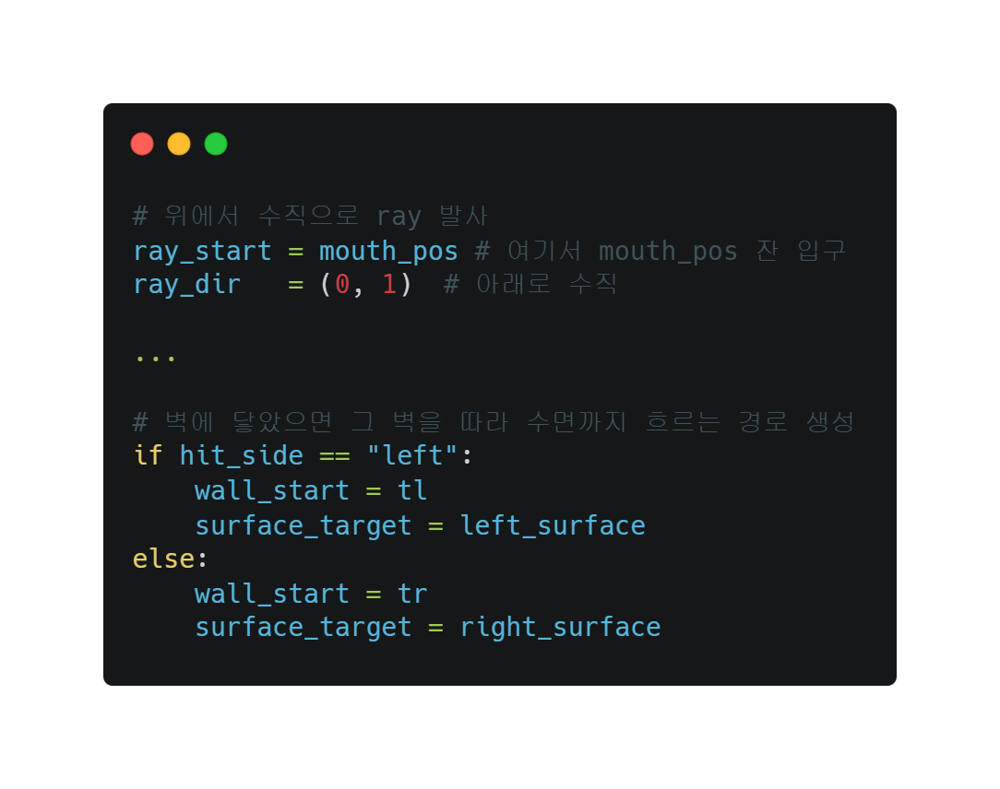 # 위에서 수직으로 ray 발사
ray_start = mouth_pos # 여기서 mouth_pos 잔 입구
ray_dir   = (0, 1)  # 아래로 수직
...
# 벽에 닿았으면 그 벽을 따라 수면까지 흐르는 경로 생성
if hit_side == "left":
    wall_start = tl
    surface_target = left_surface
else:
    wall_start = tr
    surface_target = right_surface